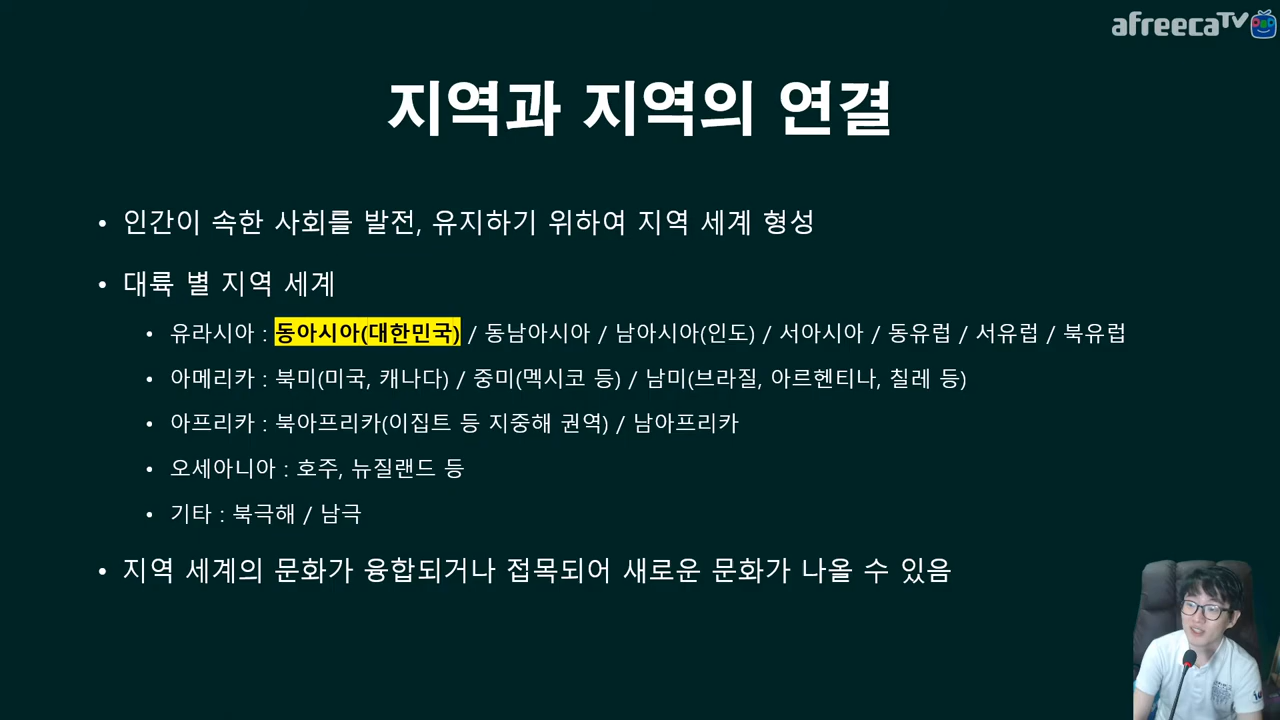 afreecaTV
지역과 지역의 연결
• 인간이 속한 사회를 발전, 유지하기 위하여 지역 세계 형성
• 대륙 별 지역 세계
• 유라시아 : 동아시아(대한민국) / 동남아시아 / 남아시아(인도) / 서아시아 / 동유럽 / 서유럽 / 북유럽
• 아메리카 : 북미(미국, 캐나다) / 중미(멕시코 등) / 남미(브라질, 아르헨티나, 칠레 등)
• 아프리카 : 북아프리카(이집트 등 지중해 권역) / 남아프리카
• 오세아니아 : 호주, 뉴질랜드 등
• 기타 : 북극해 / 남극
• 지역 세계의 문화가 융합되거나 접목되어 새로운 문화가 나올 수 있음